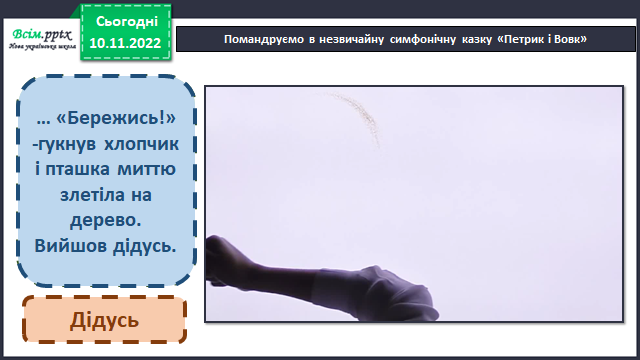 Всім.pptx
Нова українська школа
Сьогодні
10.11.2022
Помандруємо в незвичайну симфонічну казку «Петрик і Вовк»
... «Бережись!»
-гукнув хлопчик
і пташка миттю
злетіла на
дерево.
Вийшов дідусь.
Дідусь